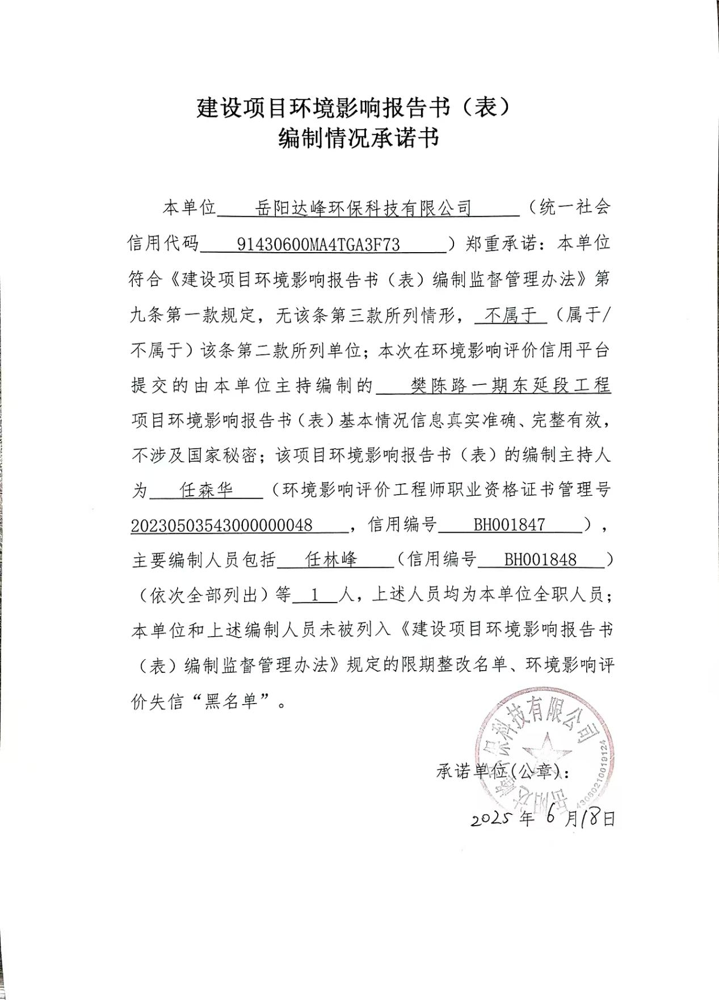 建设项目环境影响报告书（表）
编制情况承诺书
本单位 岳阳达峰环保科技有限公司 （统一社会
信用代码 91430600MA4TGA3F73 ）郑重承诺：本单位
符合《建设项目环境影响报告书（表）编制监督管理办法》第
九条第一款规定，无该条第三款所列情形， 不属于 （属于/
不属于）该条第二款所列单位；本次在环境影响评价信用平台
提交的由本单位主持编制的 樊陈路一期东延段工程
项目环境影响报告书（表）基本情况信息真实准确、完整有效，
不涉及国家秘密；该项目环境影响报告书（表）的编制主持人
为 任森华 （环境影响评价工程师职业资格证书管理号
20230503543000000048 ，信用编号 BH001847 ），
主要编制人员包括 任林峰 （信用编号 BH001848 ）
（依次全部列出）等 1 人，上述人员均为本单位全职人员；
本单位和上述编制人员未被列入《建设项目环境影响报告书
（表）编制监督管理办法》规定的限期整改名单、环境影响评
价失信“黑名单”。
岳阳达峰环保科技有限公司
43060210019124
承诺单位(公章)：
2025年6月18日